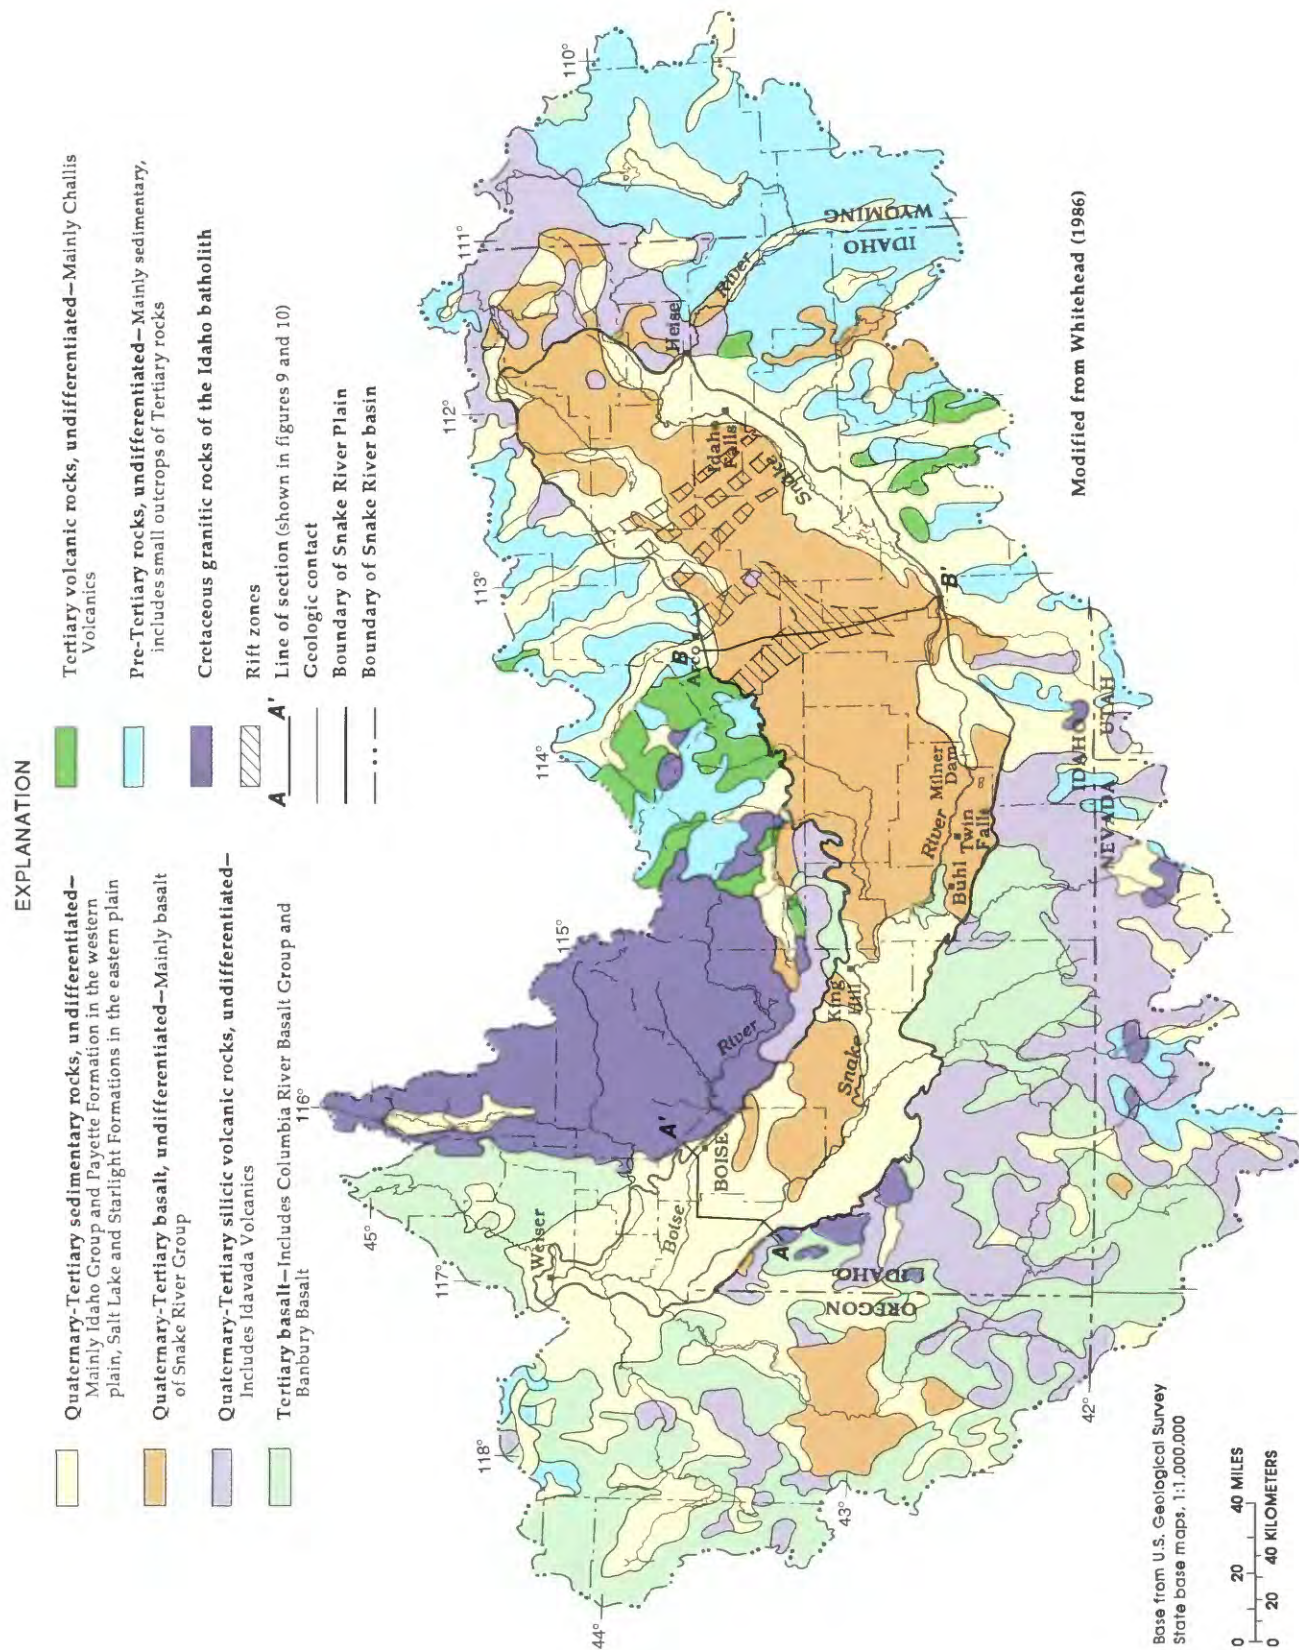 EXPLANATION
Quaternary-Tertiary sedimentary rocks, undifferentiated—
Mainly Idaho Group and Payette Formation in the western
plain, Salt Lake and Starlight Formations in the eastern plain
Quaternary-Tertiary basalt, undifferentiated—Mainly basalt
of Snake River Group
Quaternary-Tertiary silicic volcanic rocks, undifferentiated—
Includes Idavada Volcanics
Tertiary basalt—Includes Columbia River Basalt Group and
Banbury Basalt
Tertiary volcanic rocks, undifferentiated—Mainly Challis
Volcanics
Pre-Tertiary rocks, undifferentiated—Mainly sedimentary,
includes small outcrops of Tertiary rocks
Cretaceous granitic rocks of the Idaho batholith
Rift zones
A A' Line of section (shown in figures 9 and 10)
Geologic contact
Boundary of Snake River Plain
Boundary of Snake River basin
45°
116°
117°
118°
115°
114°
113°
112°
111°
110°
44°
43°
42°
Weiser
Boise
River
BOISE
A'
A
OREGON
IDAHO
Snake
King
Hill
River
Buhl
Twin
Falls
Milner
Dam
NEVADA
IDAHO
UTAH
Arco
B
B'
Snake
Idaho
Falls
Heise
River
IDAHO
WYOMING
Modified from Whitehead (1986)
Base from U.S. Geological Survey
State base maps, 1:1,000,000
0 20 40 MILES
0 20 40 KILOMETERS